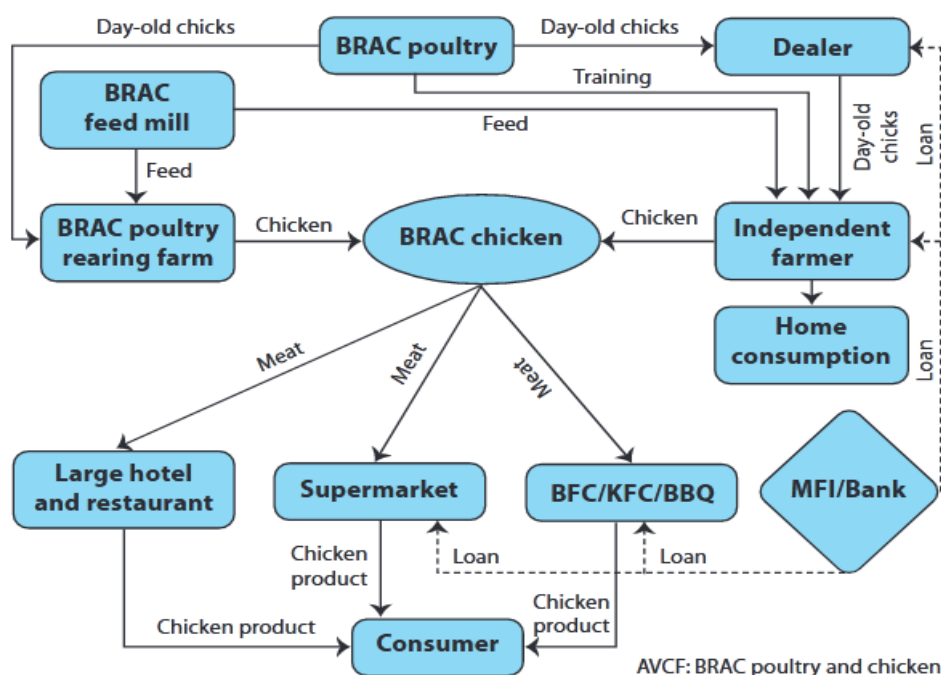 Day-old chicks
BRAC poultry
Day-old chicks
Dealer
Training
BRAC
feed mill
Feed
Day-old
chicks
Loan
Feed
BRAC poultry
rearing farm
Chicken
BRAC chicken
Chicken
Independent
farmer
Home
consumption
Loan
Meat
Meat
Meat
Large hotel
and restaurant
Supermarket
BFC/KFC/BBQ
MFI/Bank
Chicken
product
Loan
Loan
Chicken
product
Chicken product
Consumer
AVCF: BRAC poultry and chicken